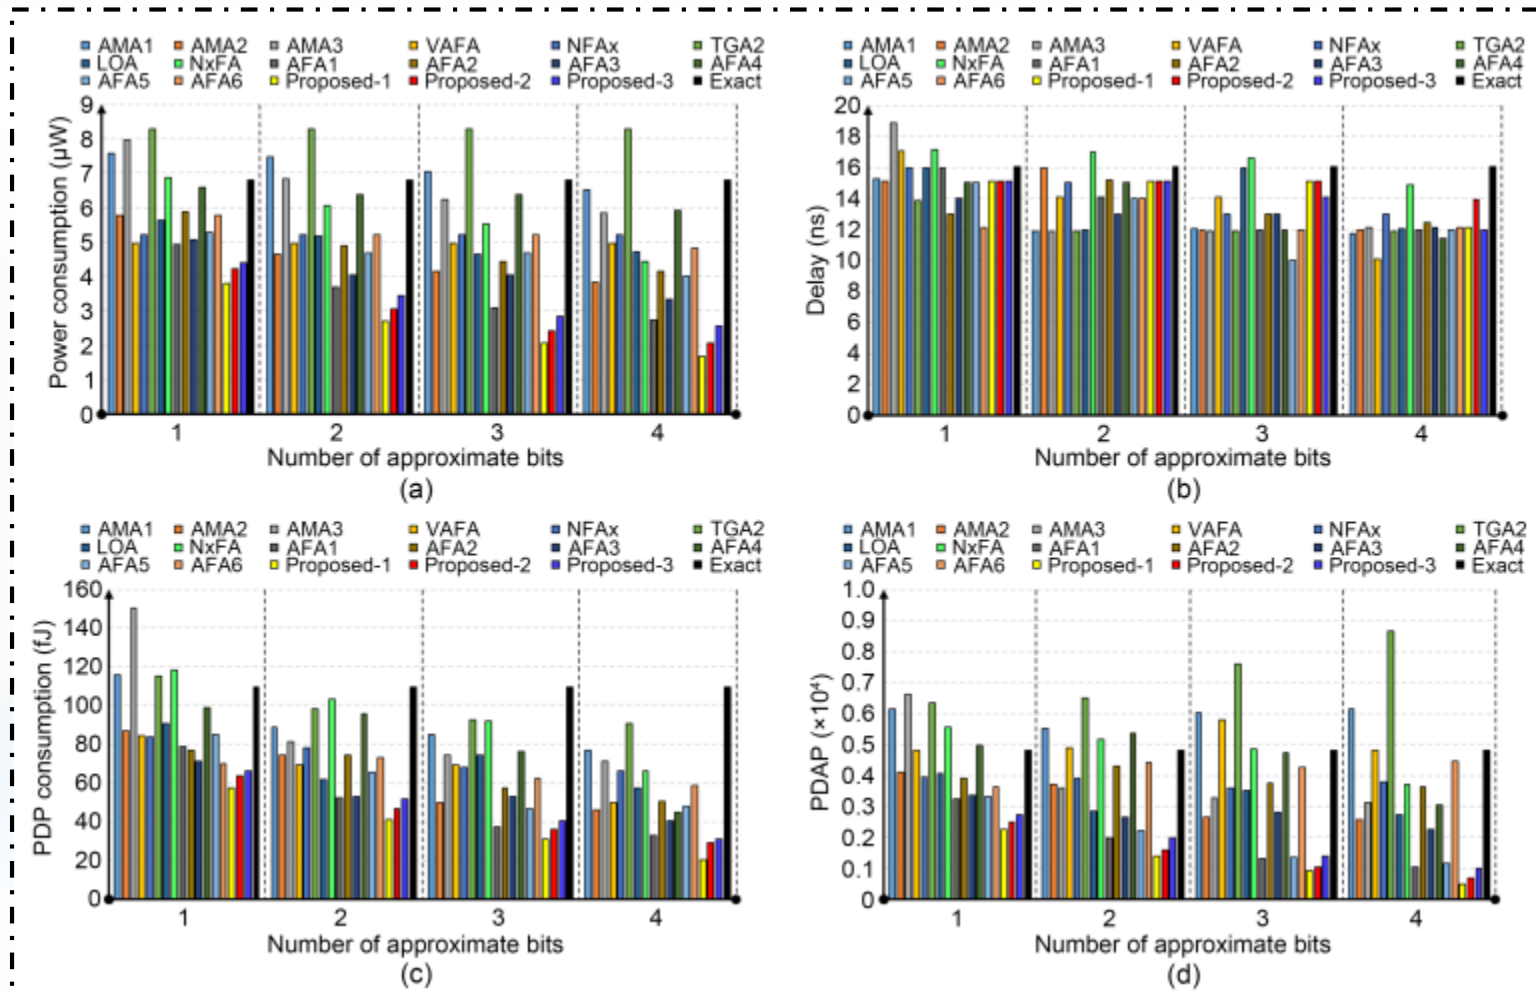 AMA1 AMA2 AMA3 VAFA NFAx TGA2
LOA NxFA AFA1 AFA2 AFA3 AFA4
AFA5 AFA6 Proposed-1 Proposed-2 Proposed-3 Exact
9
8
7
6
5
4
3
2
1
0
Power consumption (µW)
1 2 3 4
Number of approximate bits
(a)
AMA1 AMA2 AMA3 VAFA NFAx TGA2
LOA NxFA AFA1 AFA2 AFA3 AFA4
AFA5 AFA6 Proposed-1 Proposed-2 Proposed-3 Exact
20
18
16
14
12
10
8
6
4
2
0
Delay (ns)
1 2 3 4
Number of approximate bits
(b)
AMA1 AMA2 AMA3 VAFA NFAx TGA2
LOA NxFA AFA1 AFA2 AFA3 AFA4
AFA5 AFA6 Proposed-1 Proposed-2 Proposed-3 Exact
160
140
120
100
80
60
40
20
0
PDP consumption (fJ)
1 2 3 4
Number of approximate bits
(c)
AMA1 AMA2 AMA3 VAFA NFAx TGA2
LOA NxFA AFA1 AFA2 AFA3 AFA4
AFA5 AFA6 Proposed-1 Proposed-2 Proposed-3 Exact
1.0
0.9
0.8
0.7
0.6
0.5
0.4
0.3
0.2
0.1
0
PDAP (×10⁴)
1 2 3 4
Number of approximate bits
(d)